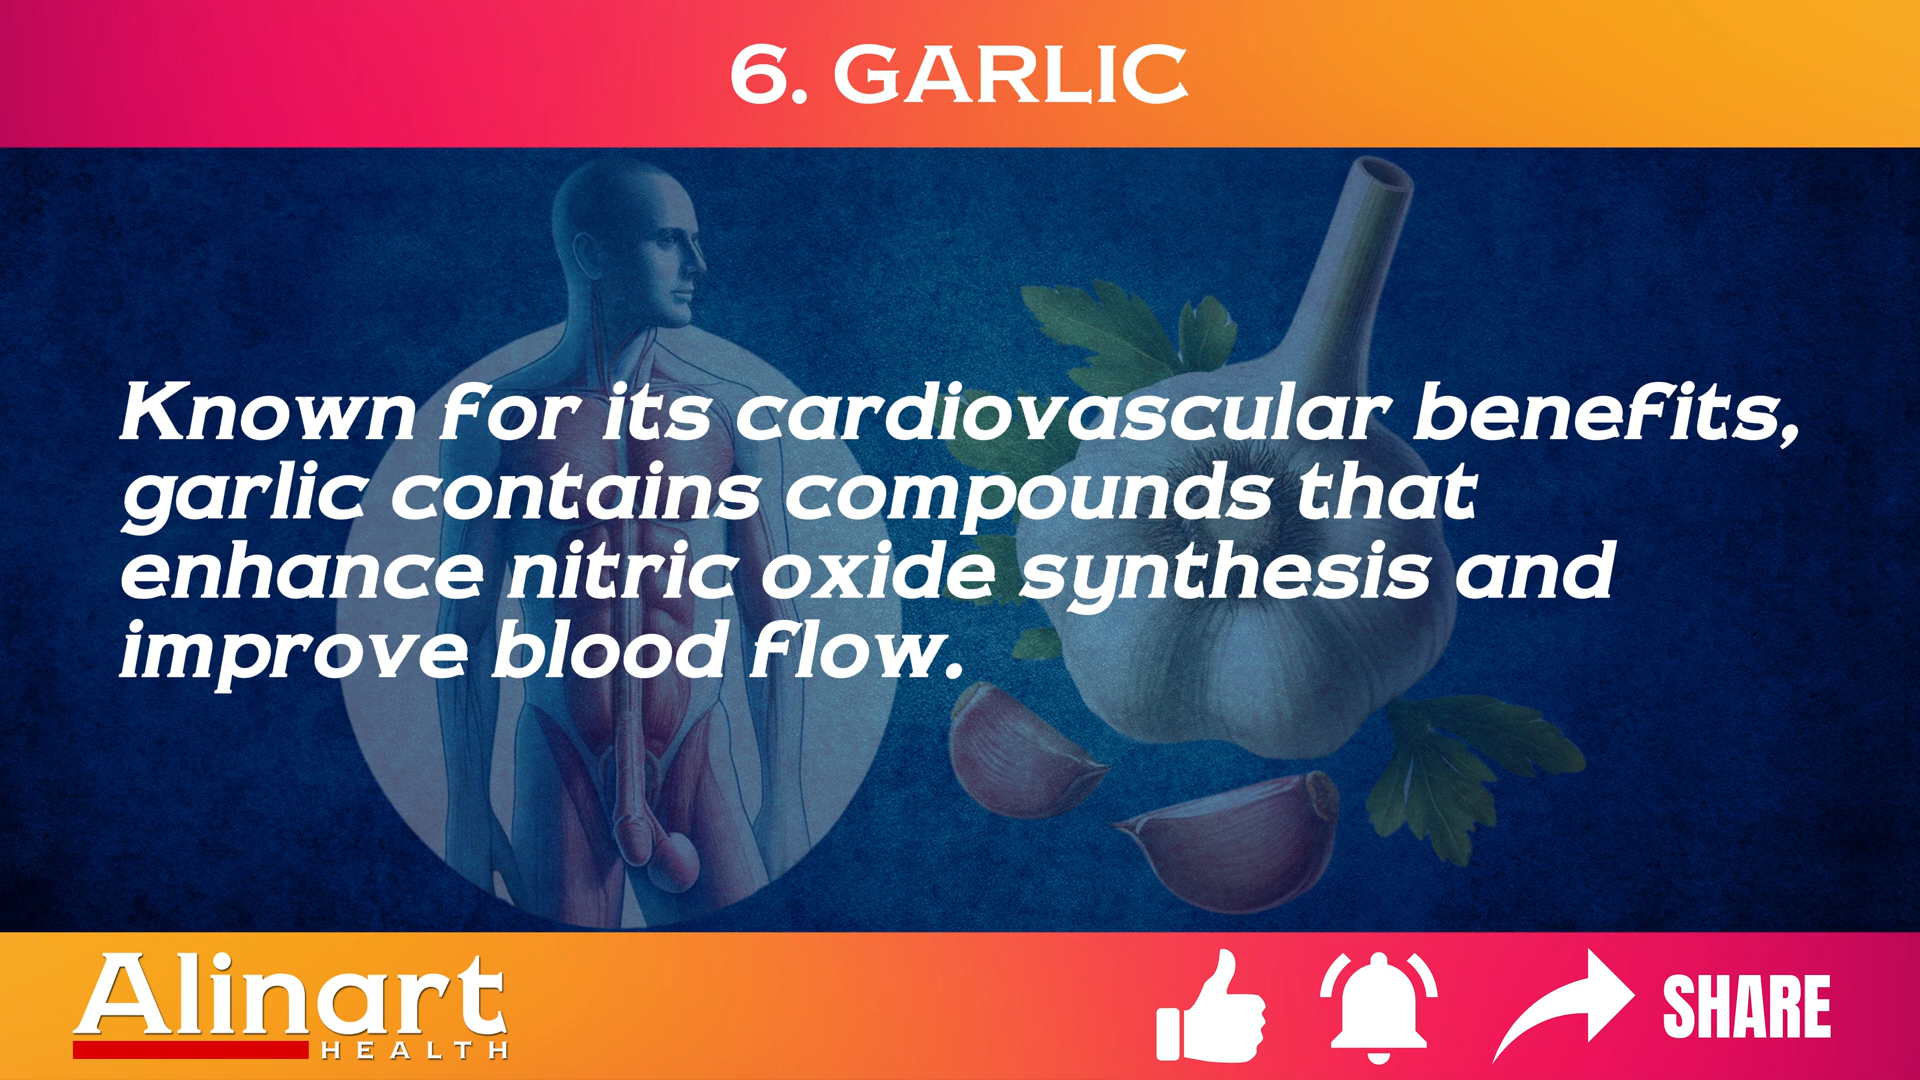 6. GARLIC
Known for its cardiovascular benefits,
garlic contains compounds that
enhance nitric oxide synthesis and
improve blood flow.
Alinart
HEALTH
SHARE